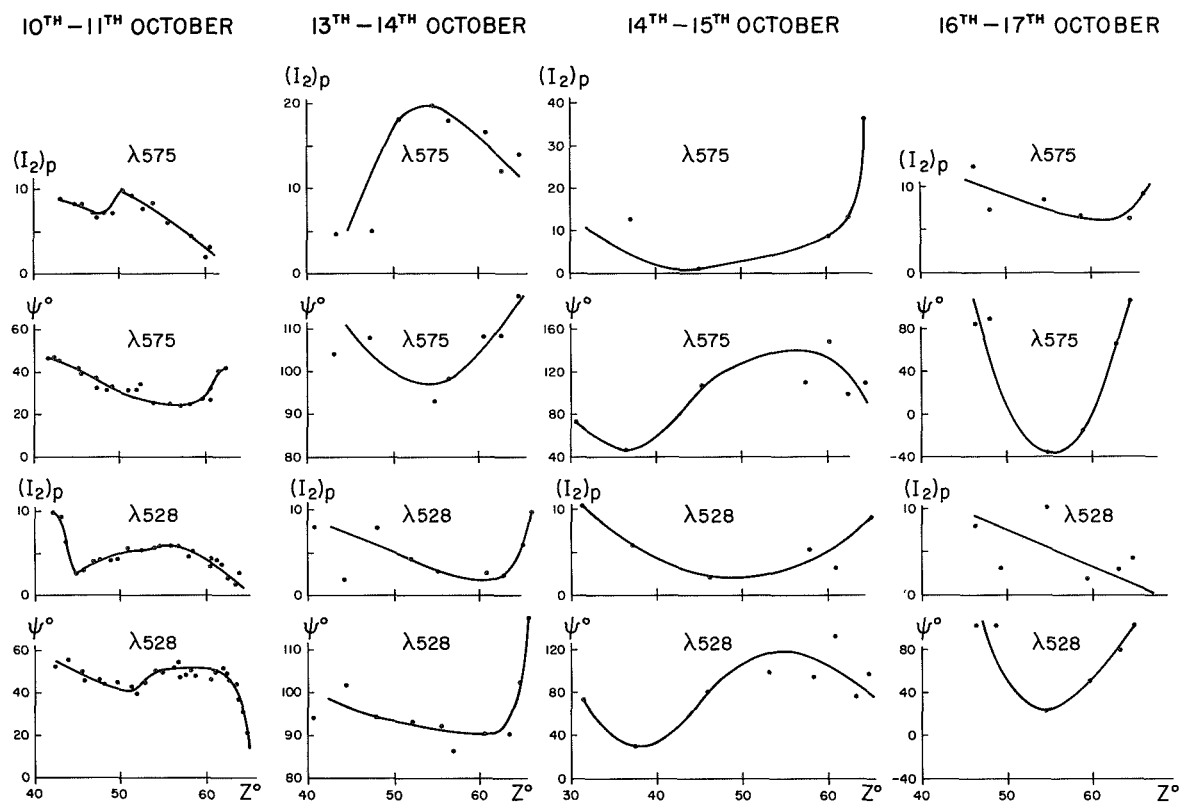 10TH – 11TH OCTOBER 13TH – 14TH OCTOBER 14TH – 15TH OCTOBER 16TH – 17TH OCTOBER
(I2)p (I2)p (I2)p (I2)p
λ575 λ575 λ575 λ575
10 20 40 10
0 10 30 0
0 20
10
0
ψ° ψ° ψ° ψ°
λ575 λ575 λ575 λ575
60 110 160 80
40 100 120 40
20 90 80 0
0 80 40 -40
(I2)p (I2)p (I2)p (I2)p
λ528 λ528 λ528 λ528
10 10 10 10
0 0 0 0
ψ° ψ° ψ° ψ°
λ528 λ528 λ528 λ528
60 110 120 80
40 100 80 40
20 90 40 0
0 80 0 -40
40 50 60 Z° 40 50 60 Z° 30 40 50 60 Z° 40 50 60 Z°